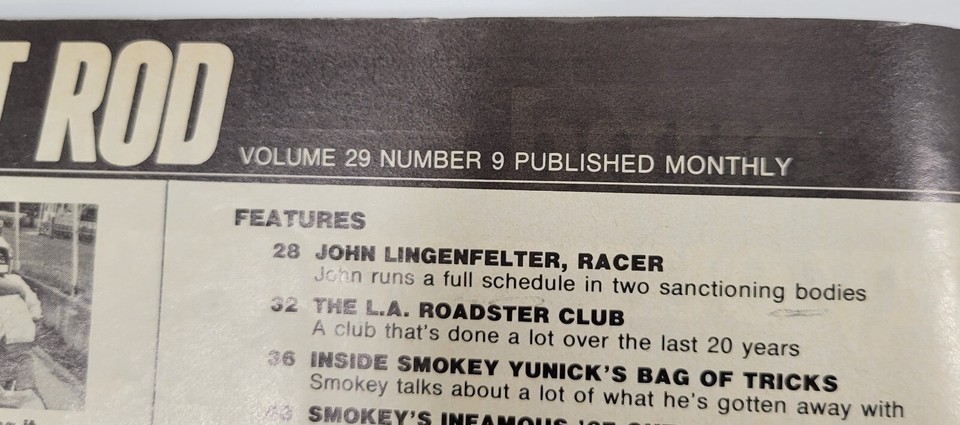 ROD
VOLUME 29 NUMBER 9 PUBLISHED MONTHLY
FEATURES
28 JOHN LINGENFELTER, RACER
John runs a full schedule in two sanctioning bodies
32 THE L.A. ROADSTER CLUB
A club that's done a lot over the last 20 years
36 INSIDE SMOKEY YUNICK'S BAG OF TRICKS
Smokey talks about a lot of what he's gotten away with
SMOKEY'S INFAMOUS